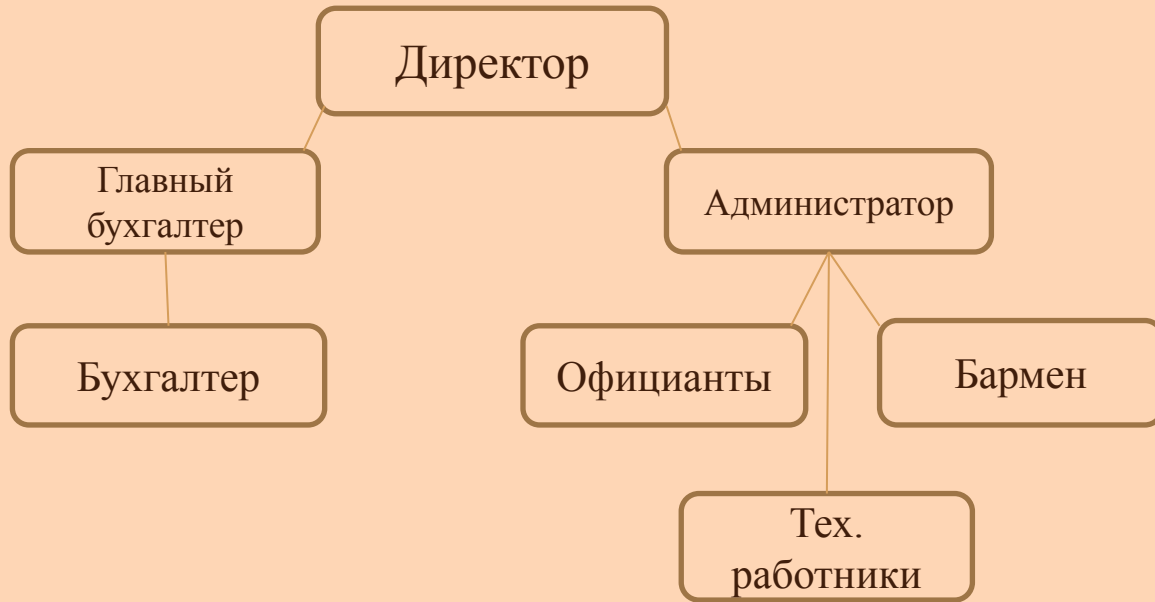 Директор
Главный
бухгалтер
Администратор
Бухгалтер
Официанты
Бармен
Тех.
работники